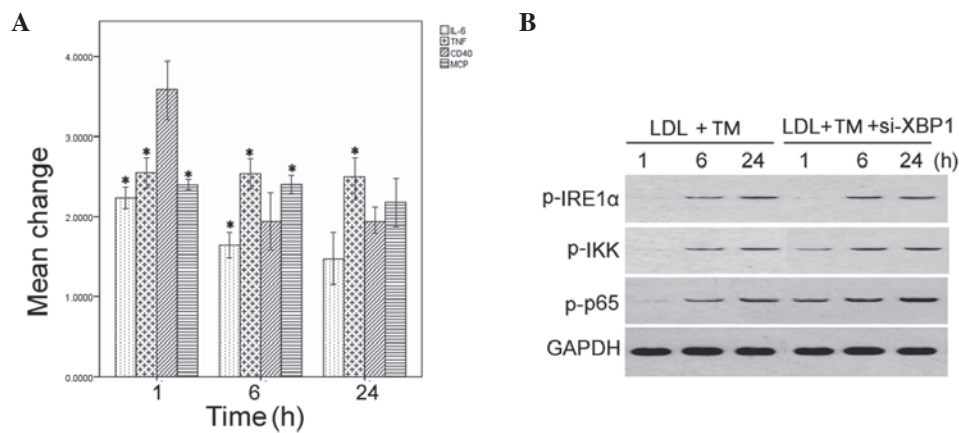 A
IL-6
TNF
CD40
MCP
4.0000
3.0000
2.0000
1.0000
0.0000
Mean change
* * *
* * *
*
1 6 24
Time (h)
B
LDL + TM LDL+ TM +si-XBP1
1 6 24 1 6 24 (h)
p-IRE1α
p-IKK
p-p65
GAPDH